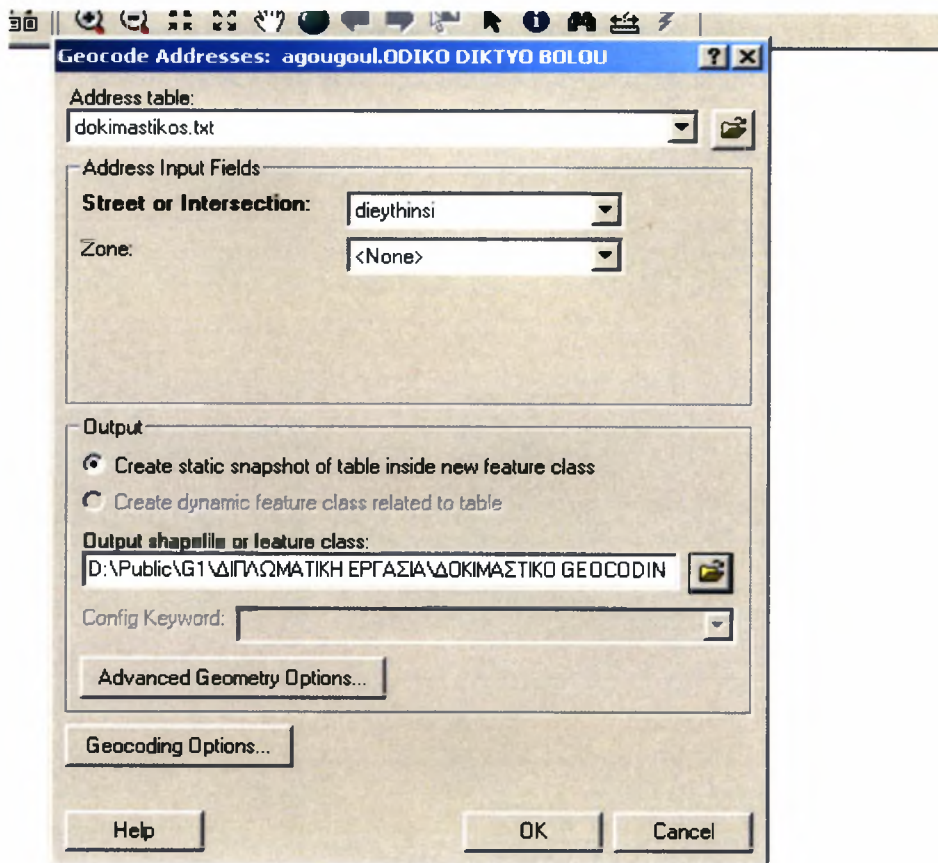 Geocode Addresses: agougoul.ODIKO DIKTYO BOLOU
Address table:
dokimastikos.txt
Address Input Fields
Street or Intersection:
dieythinsi
Zone:
<None>
Output
Create static snapshot of table inside new feature class
Create dynamic feature class related to table
Output shapefile or feature class:
D:\Public\G1\ΔΙΠΛΩΜΑΤΙΚΗ ΕΡΓΑΣΙΑ\ΔΟΚΙΜΑΣΤΙΚΟ GEOCODIN
Config Keyword:
Advanced Geometry Options...
Geocoding Options...
Help
OK
Cancel